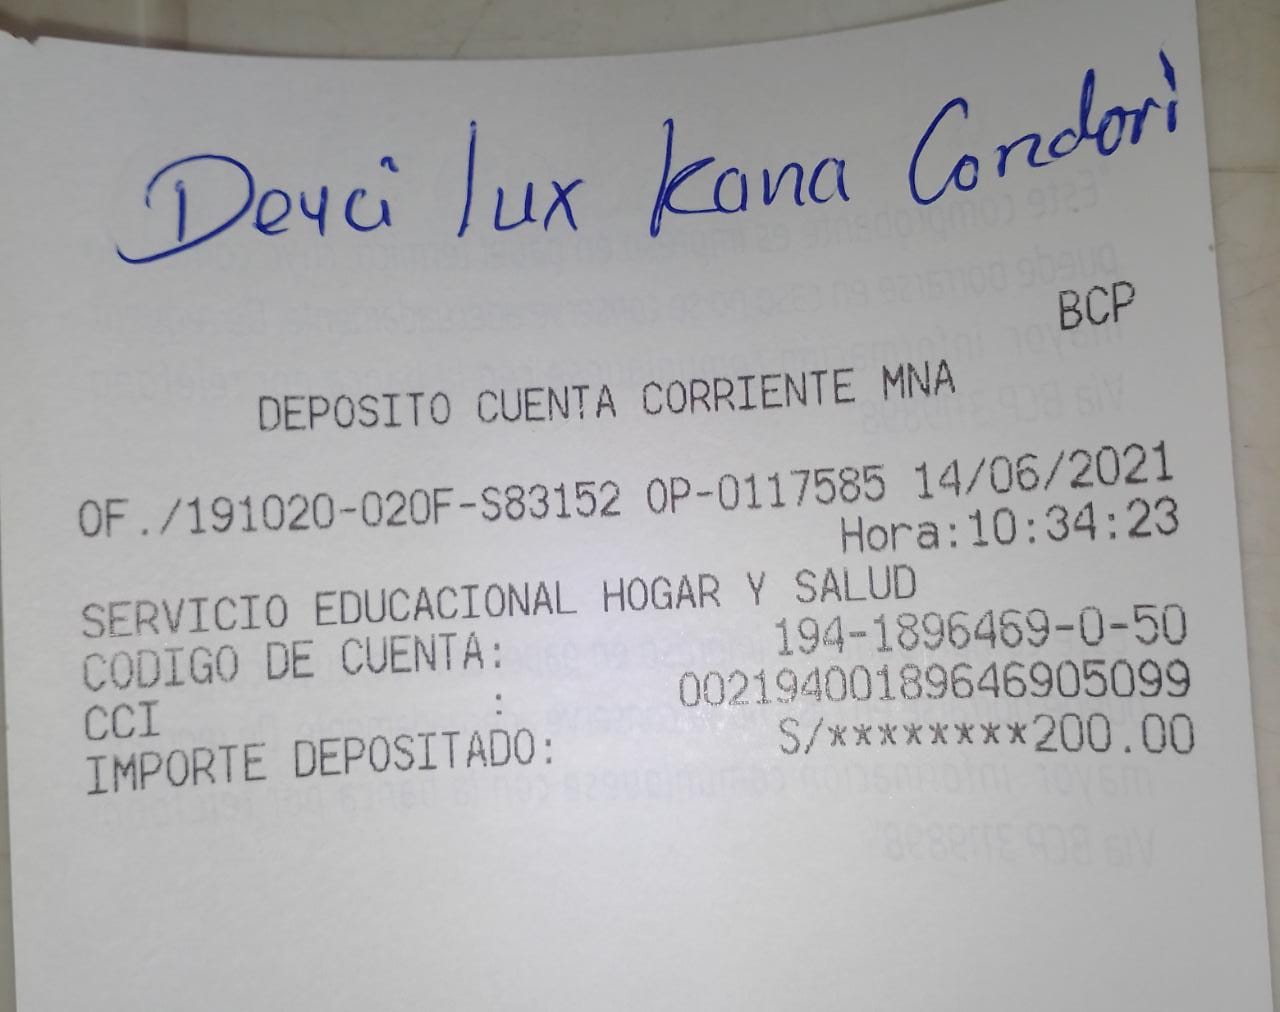 Deyci lux Kana Condori
BCP
DEPOSITO CUENTA CORRIENTE MNA
OF./191020-020F-S83152 OP-0117585 14/06/2021
Hora:10:34:23
SERVICIO EDUCACIONAL HOGAR Y SALUD
CODIGO DE CUENTA: 194-1896469-0-50
CCI : 00219400189646905099
IMPORTE DEPOSITADO: S/********200.00